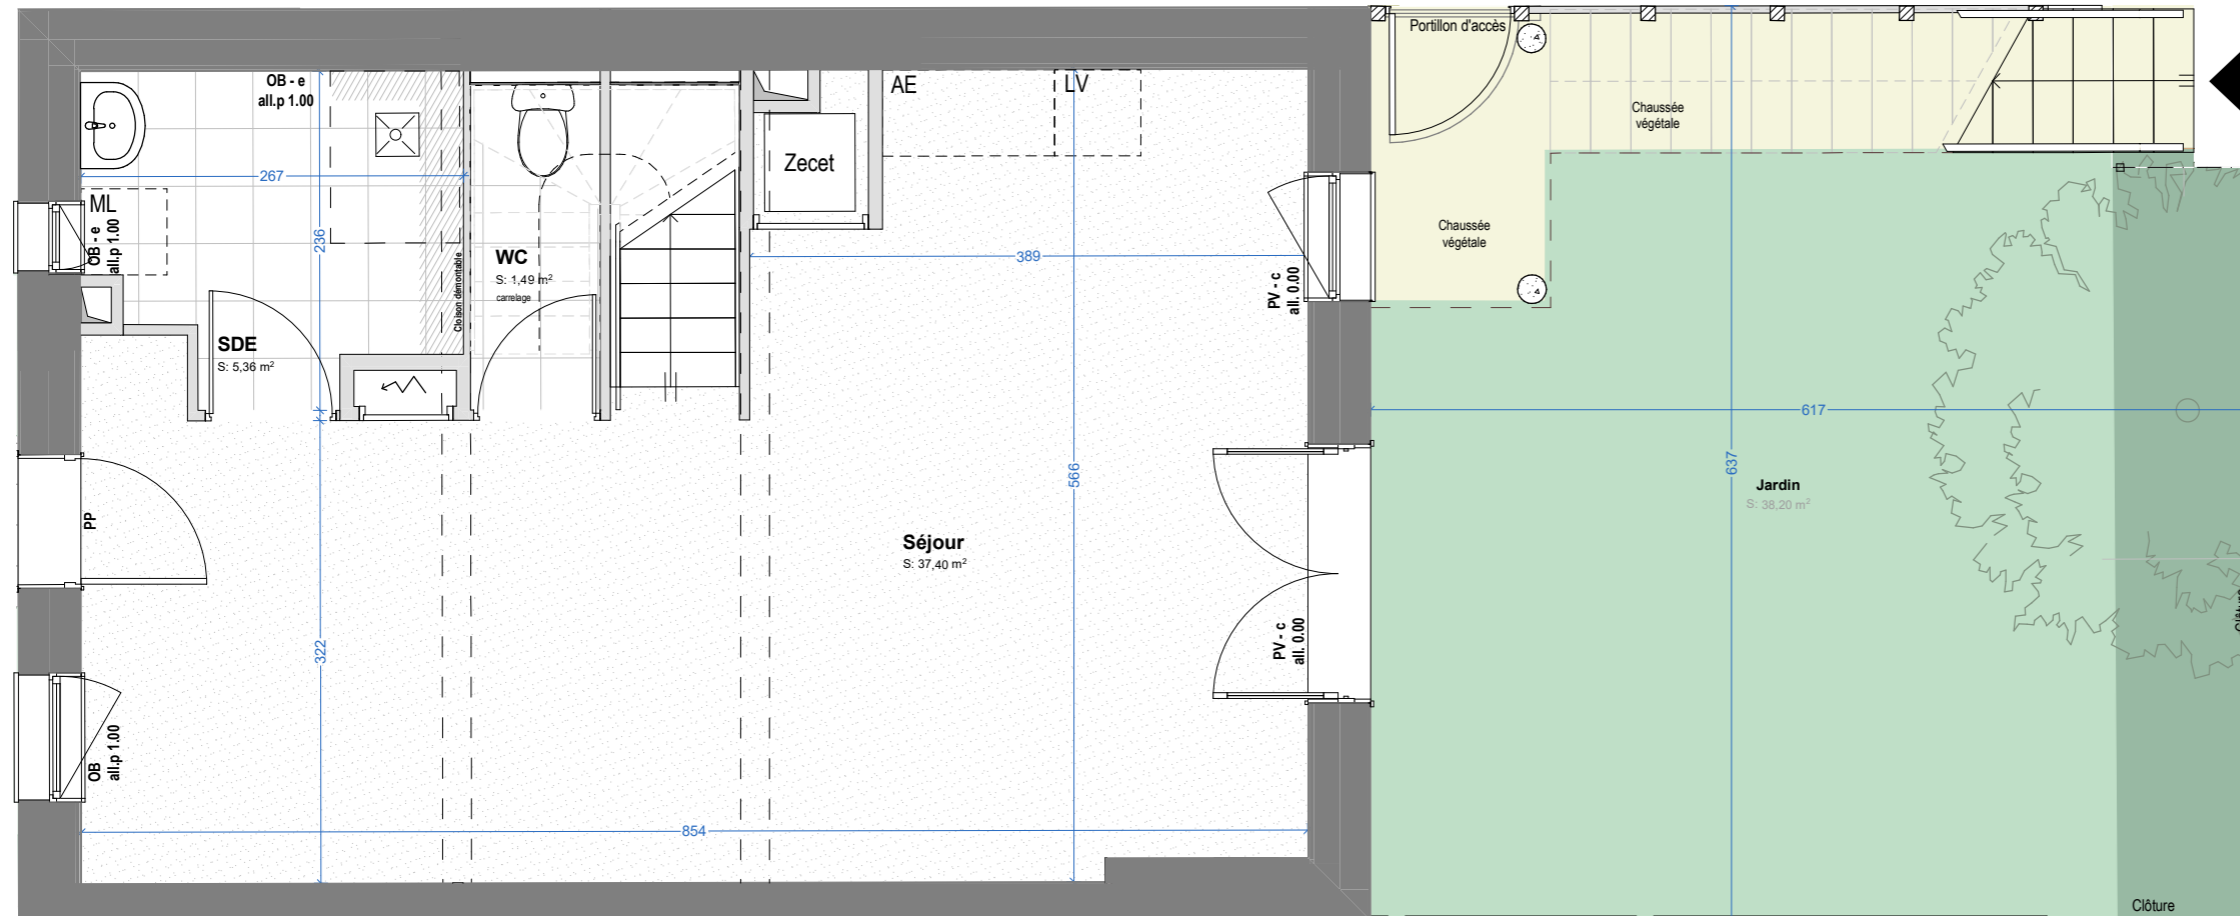 OB - e
all.p 1.00
AE
LV
Portillon d'accès
Chaussée
végétale
Zecet
267
ML
OB - e
all.p 1.00
236
Cloison démontable
WC
S: 1,49 m²
carrelage
389
PV - c
all. 0.00
Chaussée
végétale
SDE
S: 5,36 m²
617
637
566
Jardin
S: 38,20 m²
PP
Séjour
S: 37,40 m²
322
PV - c
all. 0.00
Clôture
OB
all.p 1.00
854
Clôture